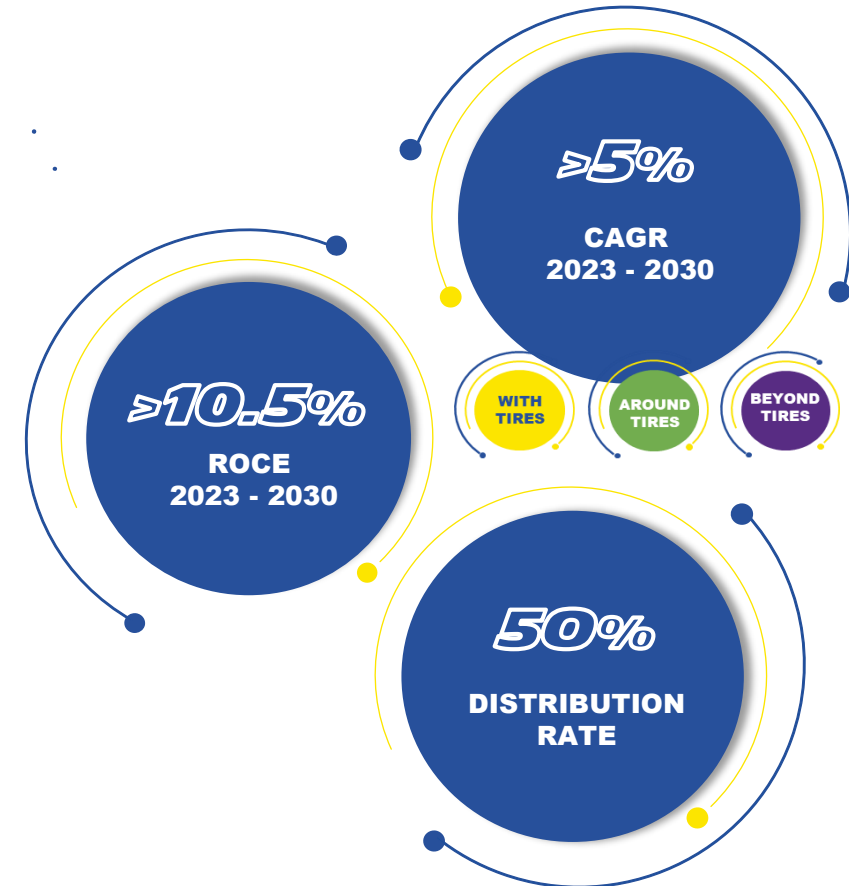 >5%
CAGR
2023 - 2030
WITH
TIRES
AROUND
TIRES
BEYOND
TIRES
>10.5%
ROCE
2023 - 2030
50%
DISTRIBUTION
RATE